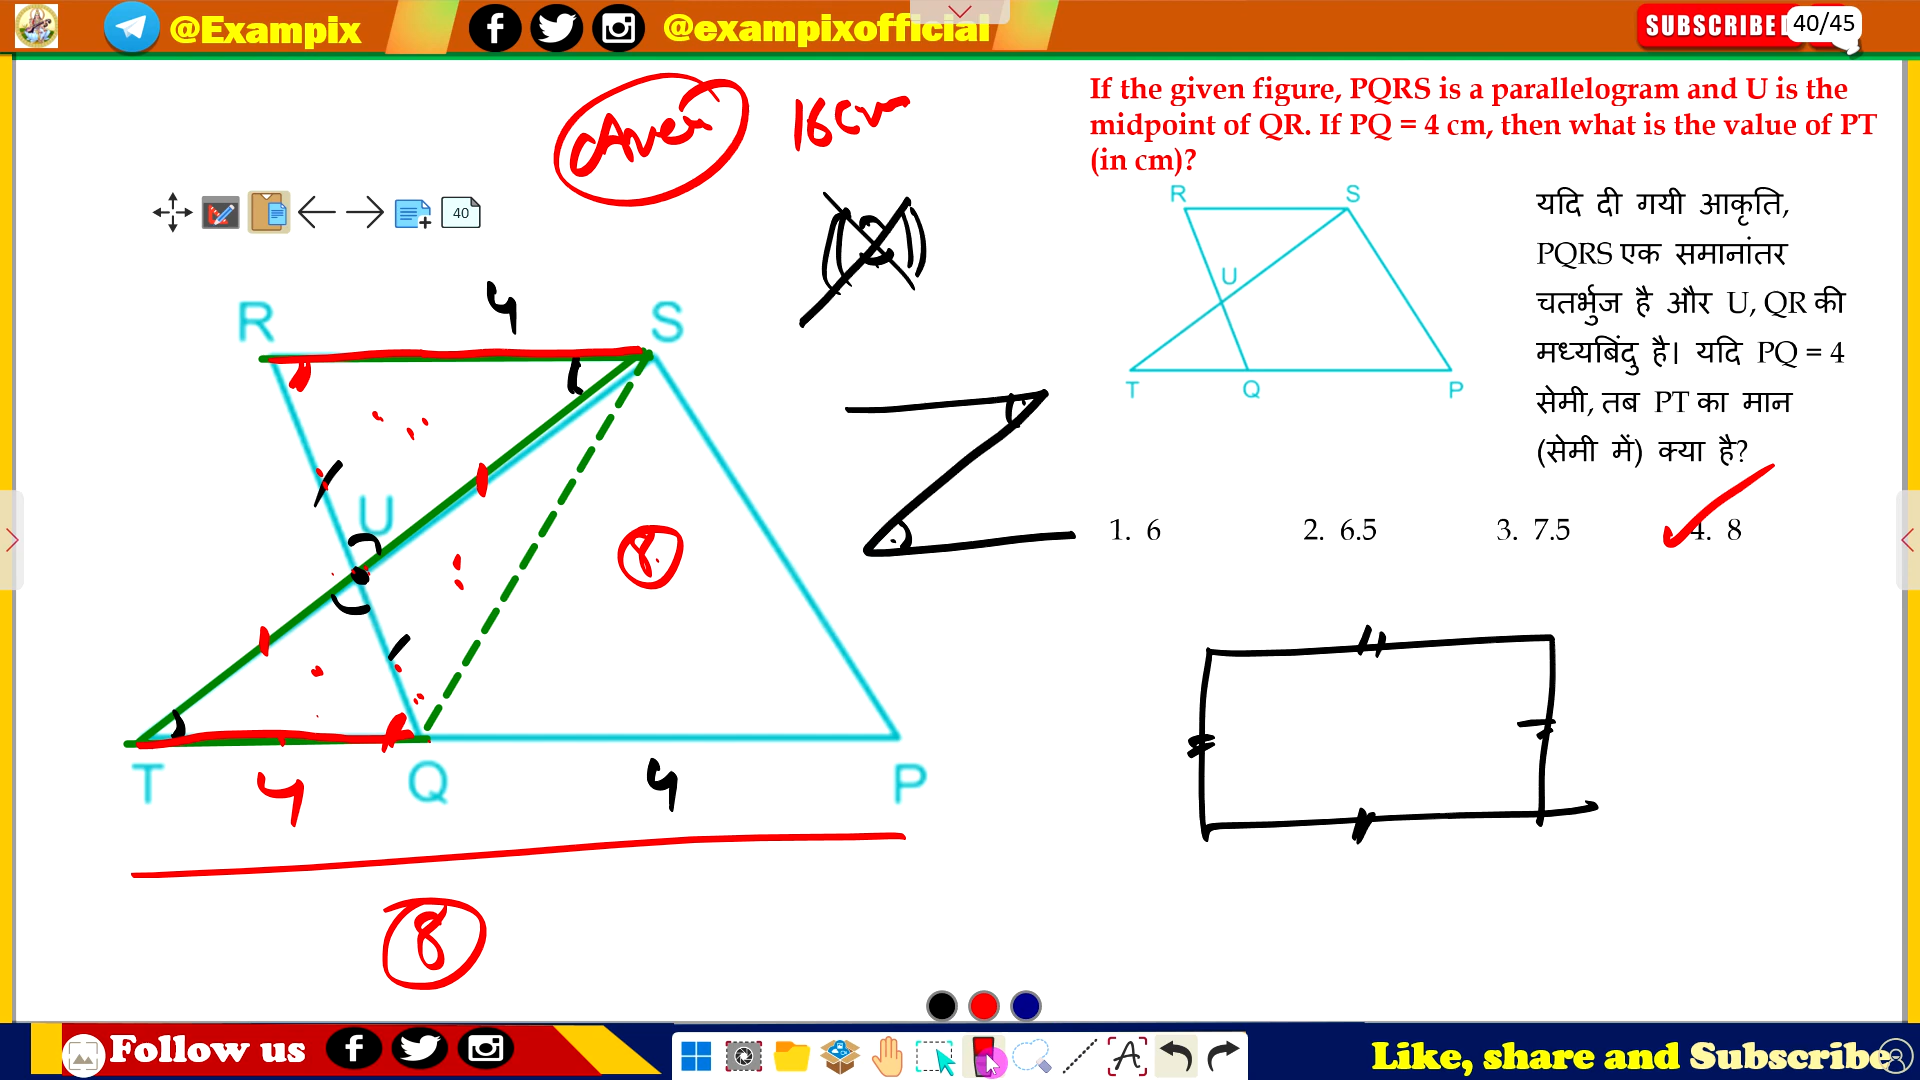 @Exampix
@exampixofficial
SUBSCRIBE
40/45
If the given figure, PQRS is a parallelogram and U is the
midpoint of QR. If PQ = 4 cm, then what is the value of PT
(in cm)?
यदि दी गयी आकृति,
PQRS एक समानांतर
चतर्भुज है और U, QR की
मध्यबिंदु है। यदि PQ = 4
सेमी, तब PT का मान
(सेमी में) क्या है?
R S
U
T Q P
1. 6 2. 6.5 3. 7.5 4. 8
16 cm
40
4
R S
U
8
T Q P
4 4
8
Follow us
Like, share and Subscribe